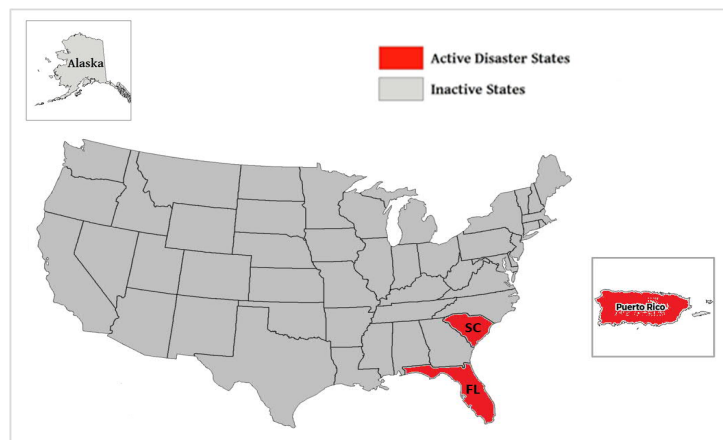 Alaska
Active Disaster States
Inactive States
Puerto Rico
SC
FL